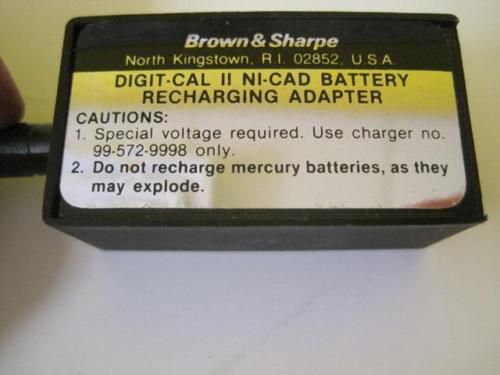 Brown & Sharpe
North Kingstown, R.I. 02852, U.S.A.
DIGIT-CAL II NI-CAD BATTERY
RECHARGING ADAPTER
CAUTIONS:
1. Special voltage required. Use charger no.
99-572-9998 only.
2. Do not recharge mercury batteries, as they
may explode.